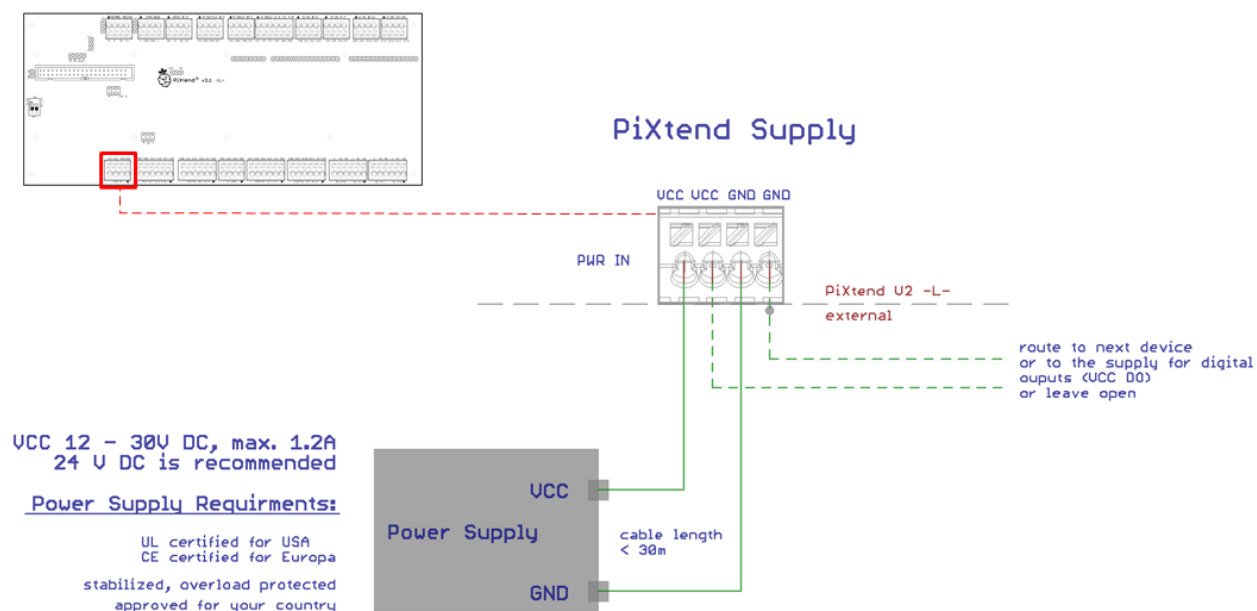 PiXtend® v2.1 -L-
PiXtend Supply
VCC VCC GND GND
PWR IN
PiXtend V2 -L-
external
route to next device
or to the supply for digital
ouputs (VCC DO)
or leave open
VCC 12 - 30V DC, max. 1.2A
24 V DC is recommended
Power Supply Requirments:
UL certified for USA
CE certified for Europa
stabilized, overload protected
approved for your country
VCC
Power Supply
cable length
< 30m
GND